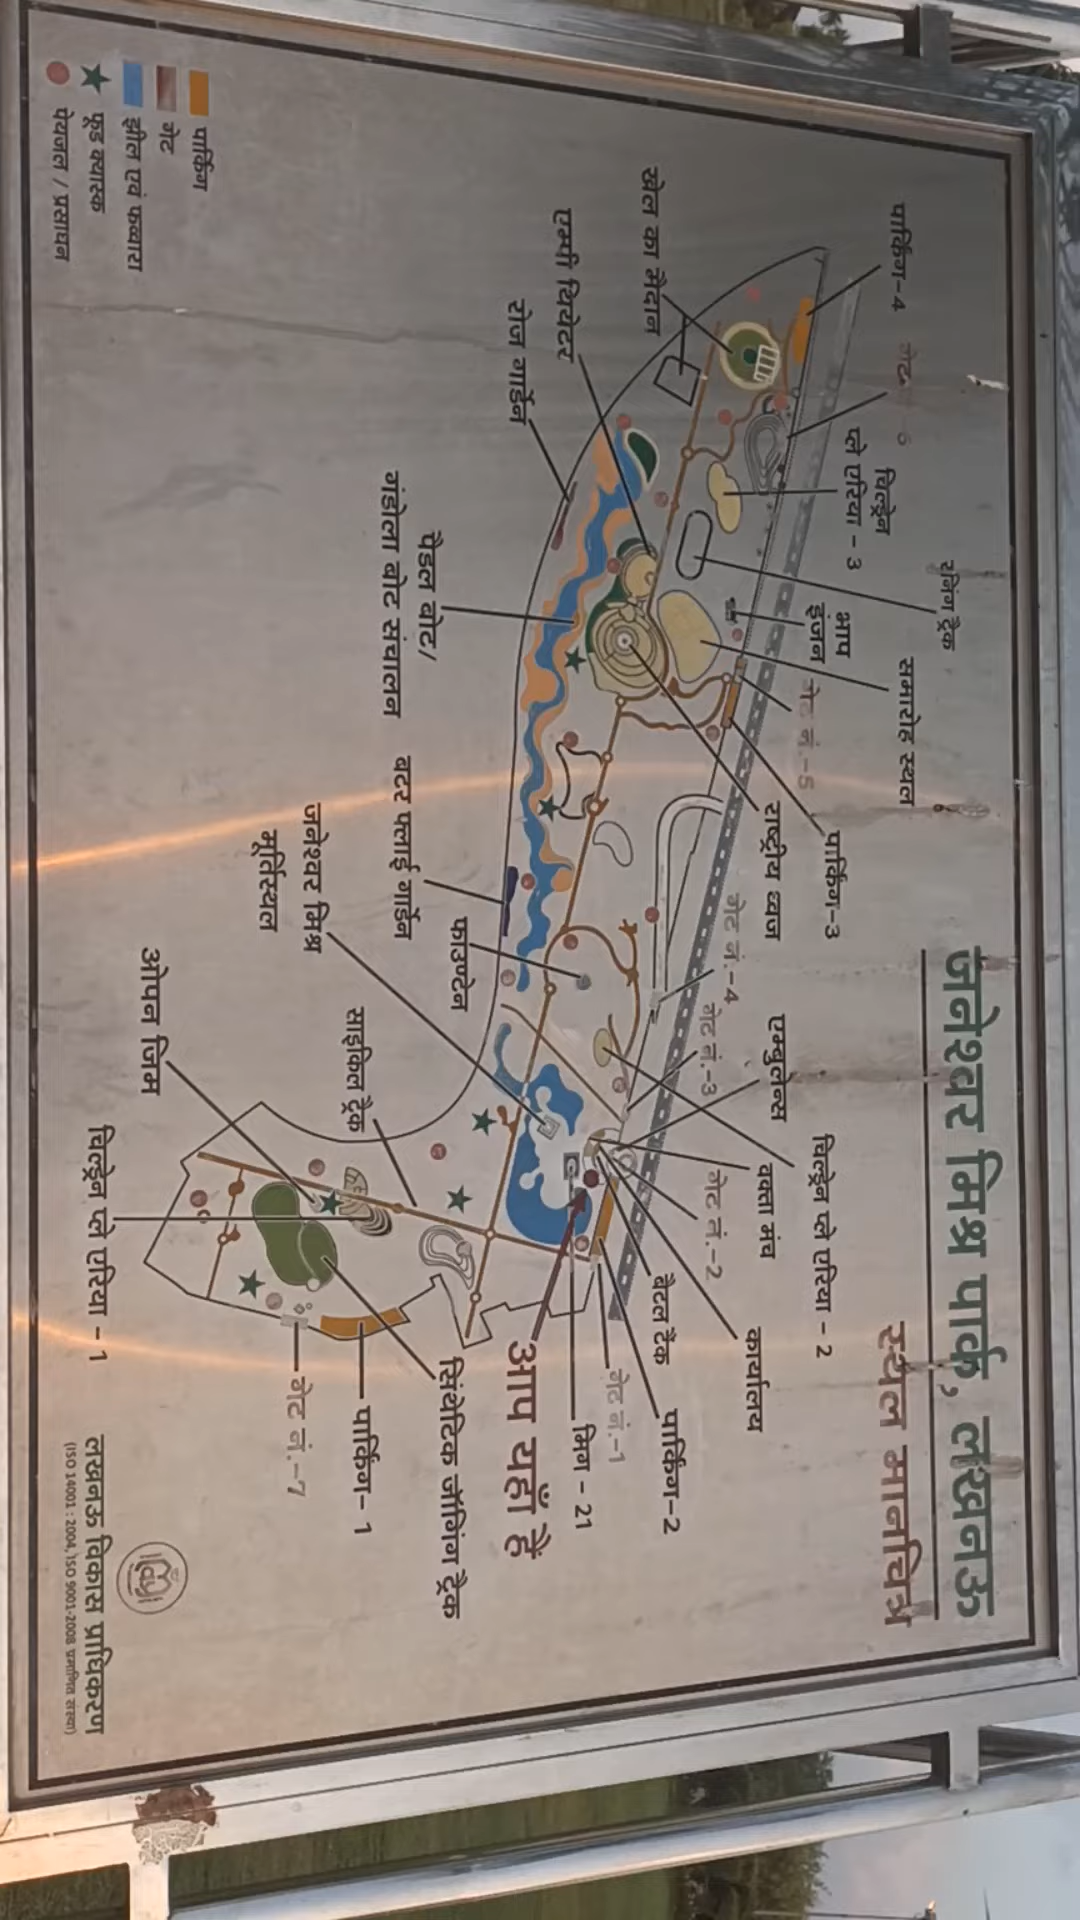 जनेश्वर मिश्र पार्क, लखनऊ
स्थल मानचित्र
पार्किंग-4
गेट
चिल्ड्रेन
प्ले एरिया - 3
रनिंग ट्रैक
भाप
इंजन
समारोह स्थल
गेट नं.-5
पार्किंग-3
राष्ट्रीय ध्वज
गेट नं.-4
गेट नं.-3
एम्बुलेन्स
चिल्ड्रेन प्ले एरिया - 2
वक्ता मंच
गेट नं.-2
कार्यालय
बैटल टैंक
पार्किंग-2
गेट नं.-1
मिग - 21
आप यहाँ हैं
खेल का मैदान
एम्फी थियेटर
रोज गार्डेन
पैडल बोट/
गंडोला बोट संचालन
वटर फ्लाई गार्डेन
फाउण्टेन
जनेश्वर मिश्र
मूर्तिस्थल
साइकिल ट्रैक
ओपन जिम
चिल्ड्रेन प्ले एरिया - 1
सिंथेटिक जॉगिंग ट्रैक
पार्किंग- 1
गेट नं.-7
पार्किंग
गेट
झील एवं फव्वारा
फूड क्यास्क
पेयजल / प्रसाधन
लखनऊ विकास प्राधिकरण
(ISO 14001 : 2004, ISO 9001-2008 प्रमाणित संस्था)